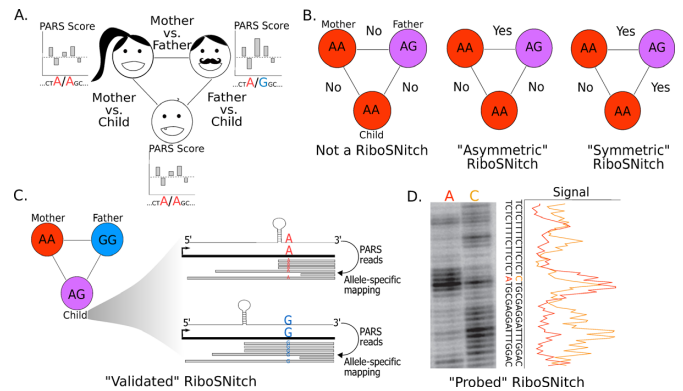 A.
PARS Score
Mother
vs.
Father
PARS Score
...CTA/AGC...
...CTA/GGC...
Mother
vs.
Child
Father
vs.
Child
PARS Score
...CTA/AGC...
B.
Mother
No
Father
AA
AG
No
No
AA
Child
Not a RiboSNitch
Yes
AA
AG
No
No
AA
"Asymmetric"
RiboSNitch
Yes
AA
AG
No
Yes
AA
"Symmetric"
RiboSNitch
C.
Mother
Father
AA
GG
AG
Child
5'
3'
A
A
PARS
reads
Allele-specific
mapping
5'
3'
G
G
PARS
reads
Allele-specific
mapping
"Validated" RiboSNitch
D.
A
C
Signal
TCTCTTTTCTTCTCTATGCGAGGATTTGGAC
TCTCTTTTCTTCTCTCTGCGAGGATTTGGAC
"Probed" RiboSNitch